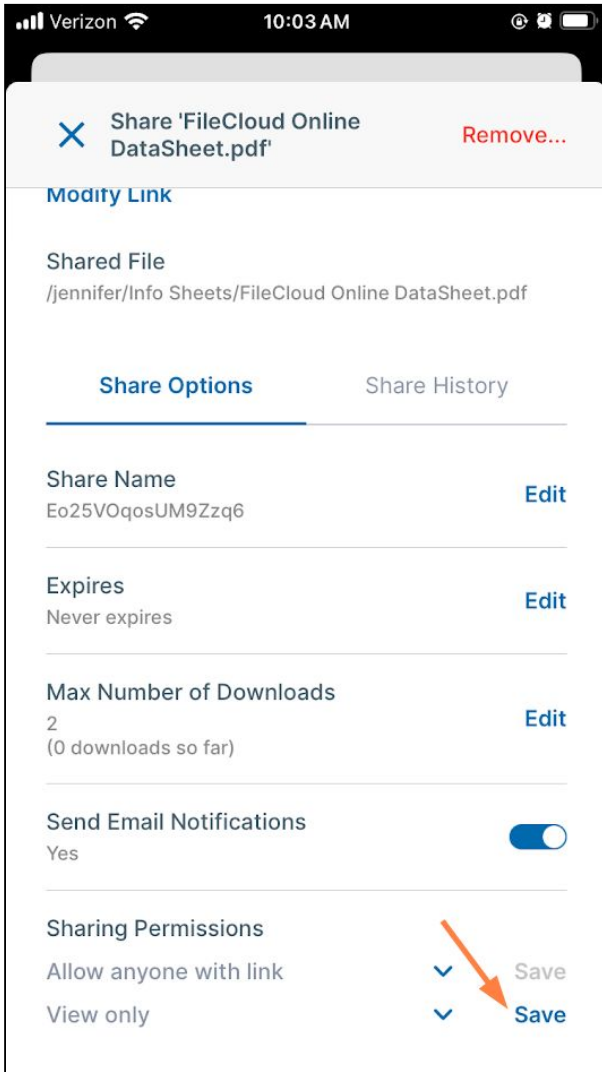 Verizon 10:03 AM
Share 'FileCloud Online
DataSheet.pdf'
Remove...
Modify Link
Shared File
/jennifer/Info Sheets/FileCloud Online DataSheet.pdf
Share Options Share History
Share Name
Eo25VOqosUM9Zzq6
Edit
Expires
Never expires
Edit
Max Number of Downloads
2
(0 downloads so far)
Edit
Send Email Notifications
Yes
Sharing Permissions
Allow anyone with link Save
View only Save